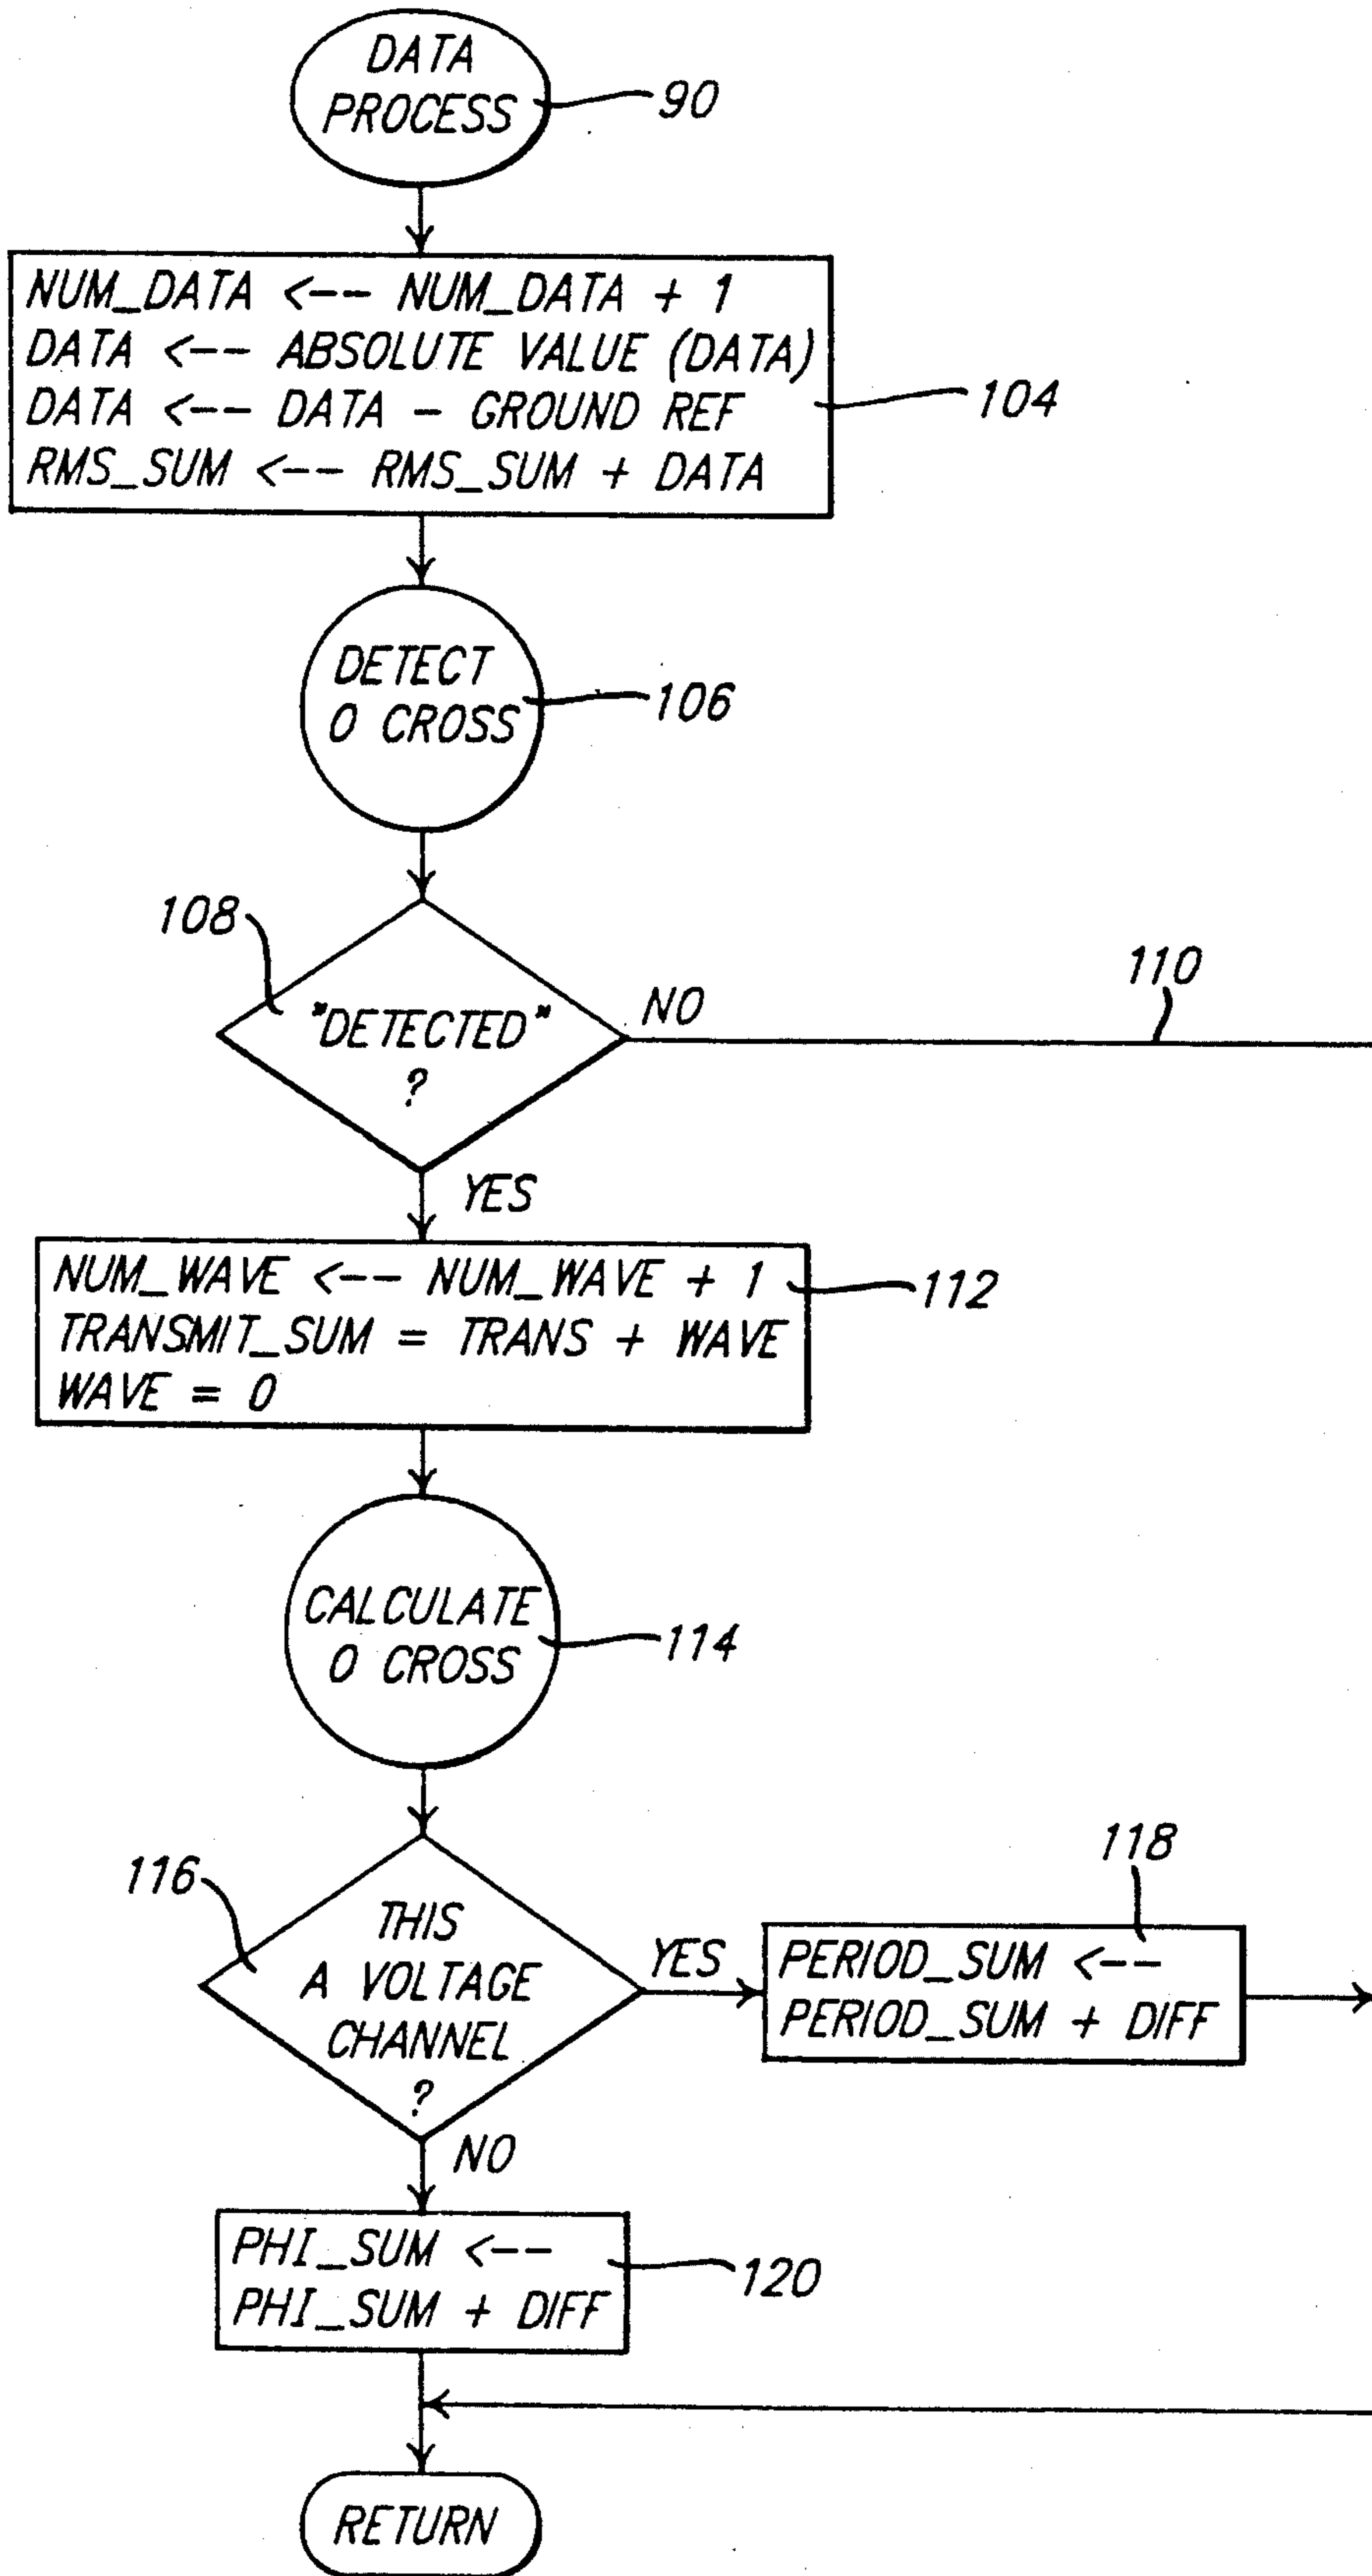 DATA
PROCESS
90
NUM_DATA <-- NUM_DATA + 1
DATA <-- ABSOLUTE VALUE (DATA)
DATA <-- DATA - GROUND REF
RMS_SUM <-- RMS_SUM + DATA
104
DETECT
0 CROSS
106
108
"DETECTED"
?
NO
110
YES
NUM_WAVE <-- NUM_WAVE + 1
TRANSMIT_SUM = TRANS + WAVE
WAVE = 0
112
CALCULATE
0 CROSS
114
116
THIS
A VOLTAGE
CHANNEL
?
YES
118
PERIOD_SUM <--
PERIOD_SUM + DIFF
NO
PHI_SUM <--
PHI_SUM + DIFF
120
RETURN